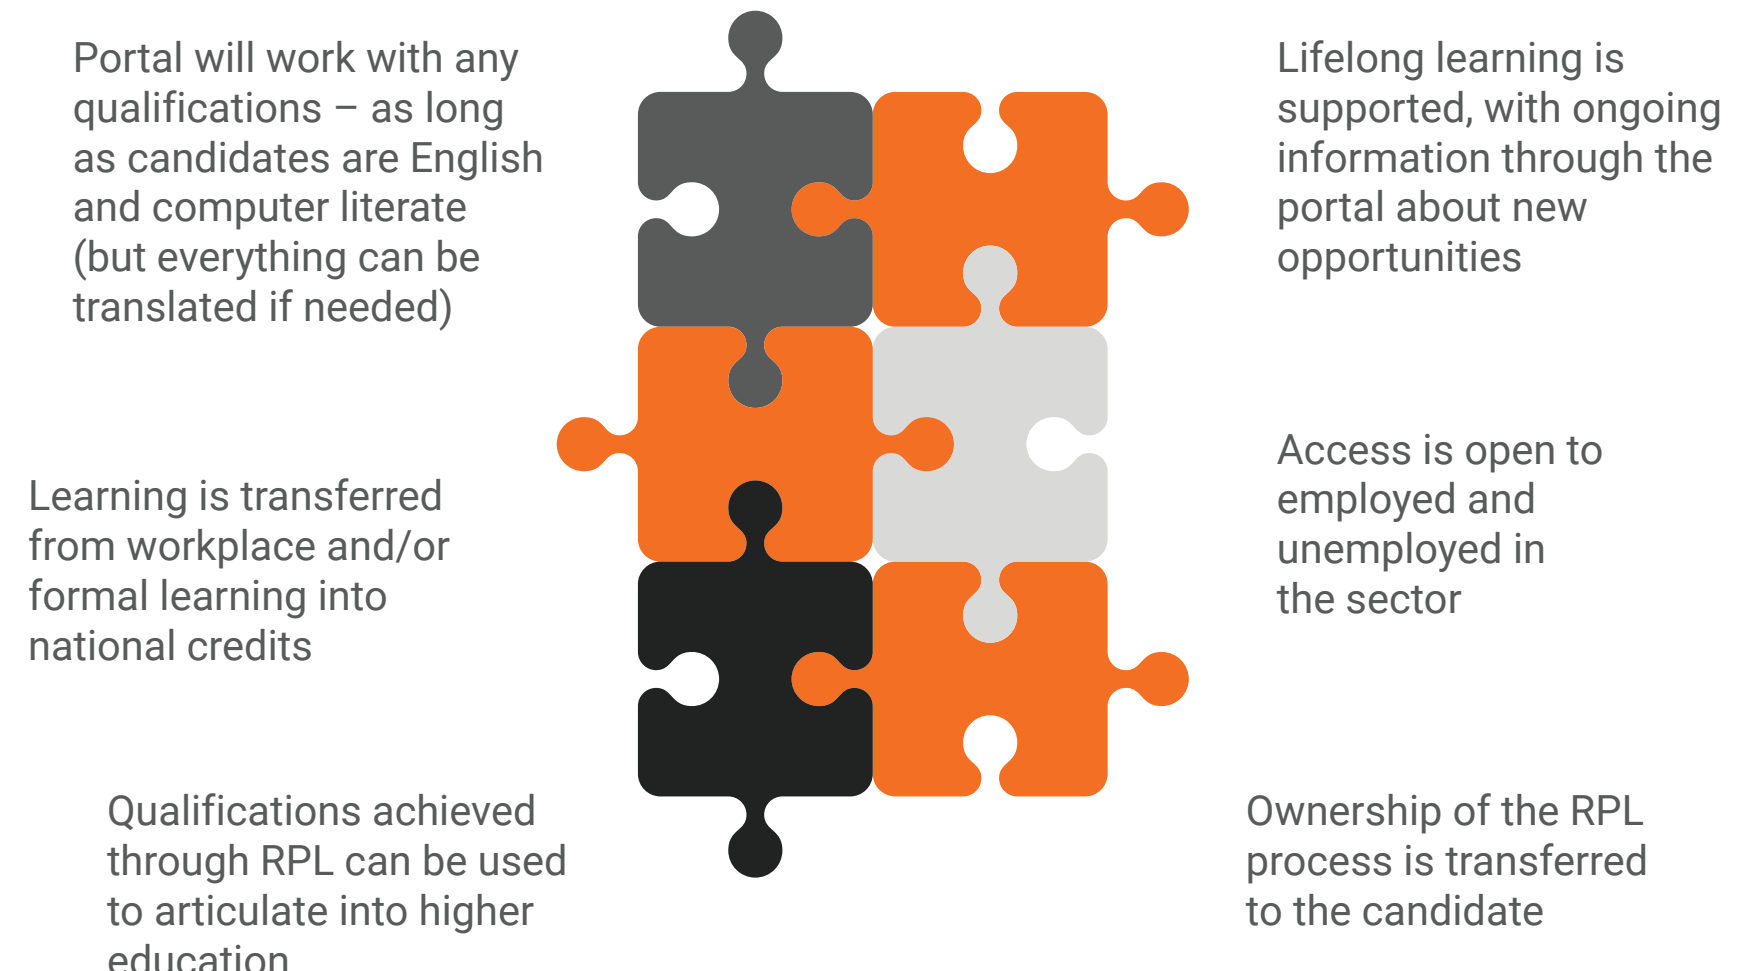 Portal will work with any
qualifications – as long
as candidates are English
and computer literate
(but everything can be
translated if needed)
Learning is transferred
from workplace and/or
formal learning into
national credits
Qualifications achieved
through RPL can be used
to articulate into higher
education
Lifelong learning is
supported, with ongoing
information through the
portal about new
opportunities
Access is open to
employed and
unemployed in
the sector
Ownership of the RPL
process is transferred
to the candidate